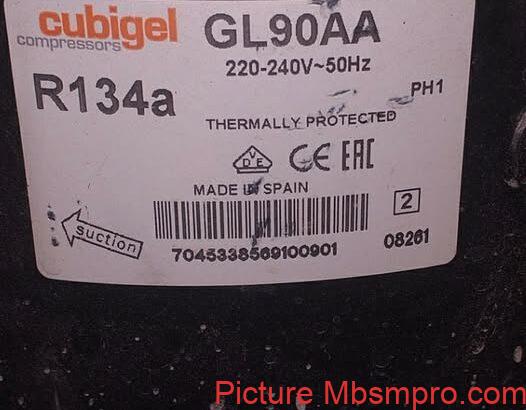 cubigel
compressors
GL90AA
220-240V~50Hz
R134a
PH1
THERMALLY PROTECTED
VDE
CE EAC
MADE IN SPAIN
2
suction
7045338569100901
08261
Picture Mbsmpro.com